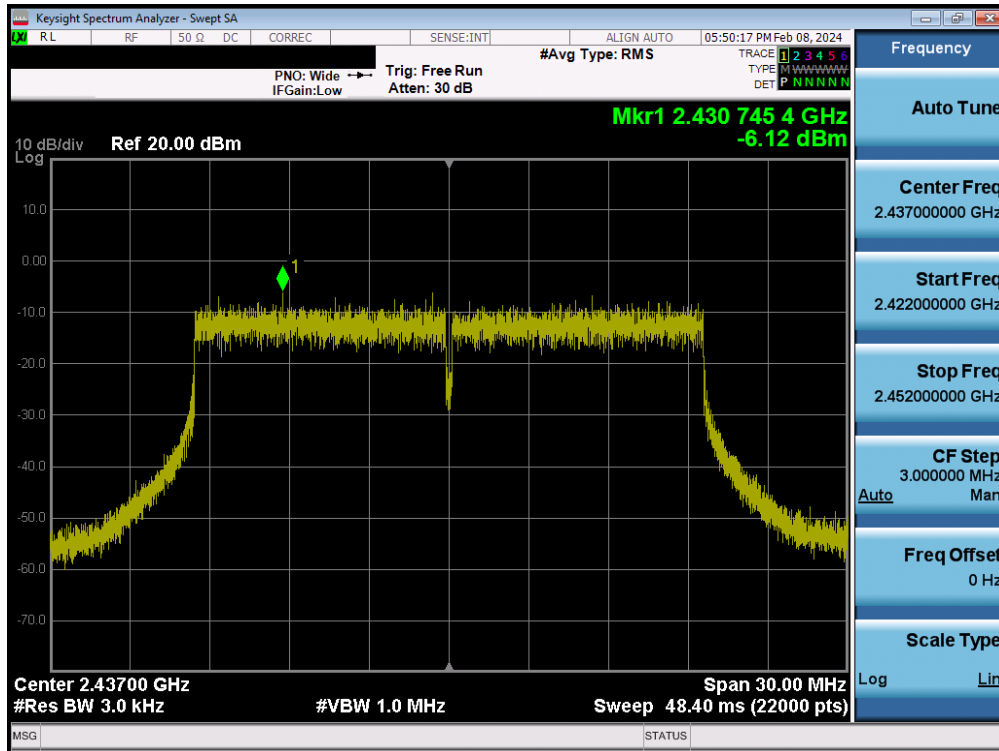 Keysight Spectrum Analyzer - Swept SA
LXI RL RF 50 Ω DC CORREC SENSE:INT ALIGN AUTO 05:50:17 PM Feb 08, 2024
#Avg Type: RMS
TRACE 1 2 3 4 5 6
TYPE M W W W W W
DET P N N N N N
PNO: Wide
IFGain:Low
Trig: Free Run
Atten: 30 dB
Mkr1 2.430 745 4 GHz
-6.12 dBm
10 dB/div
Log
Ref 20.00 dBm
10.0
0.00
-10.0
-20.0
-30.0
-40.0
-50.0
-60.0
-70.0
1
Center 2.43700 GHz
#Res BW 3.0 kHz
#VBW 1.0 MHz
Span 30.00 MHz
Sweep 48.40 ms (22000 pts)
MSG
STATUS
Frequency
Auto Tune
Center Freq
2.437000000 GHz
Start Freq
2.422000000 GHz
Stop Freq
2.452000000 GHz
CF Step
3.000000 MHz
Auto Man
Freq Offset
0 Hz
Scale Type
Log Lin